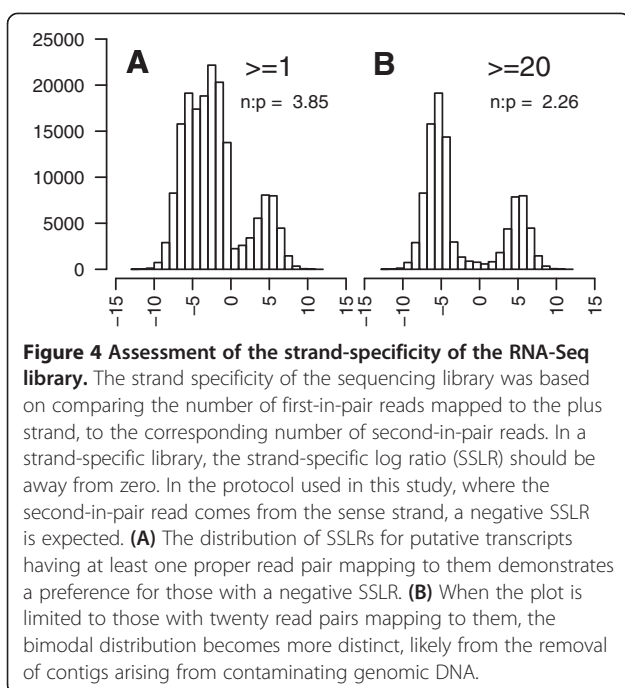 25000
20000
15000
10000
5000
0
A
>=1
n:p = 3.85
B
>=20
n:p = 2.26
−15
−10
−5
0
5
10
15
−15
−10
−5
0
5
10
15
Figure 4 Assessment of the strand-specificity of the RNA-Seq
library. The strand specificity of the sequencing library was based
on comparing the number of first-in-pair reads mapped to the plus
strand, to the corresponding number of second-in-pair reads. In a
strand-specific library, the strand-specific log ratio (SSLR) should be
away from zero. In the protocol used in this study, where the
second-in-pair read comes from the sense strand, a negative SSLR
is expected. (A) The distribution of SSLRs for putative transcripts
having at least one proper read pair mapping to them demonstrates
a preference for those with a negative SSLR. (B) When the plot is
limited to those with twenty read pairs mapping to them, the
bimodal distribution becomes more distinct, likely from the removal
of contigs arising from contaminating genomic DNA.